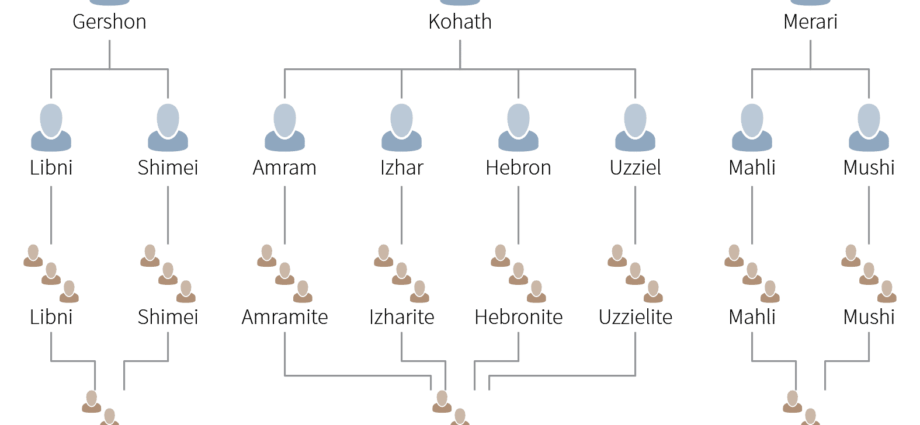 Gershon Kohath Merari
Libni Shimei Amram Izhar Hebron Uzziel Mahli Mushi
Libni Shimei Amramite Izharite Hebronite Uzzielite Mahli Mushi